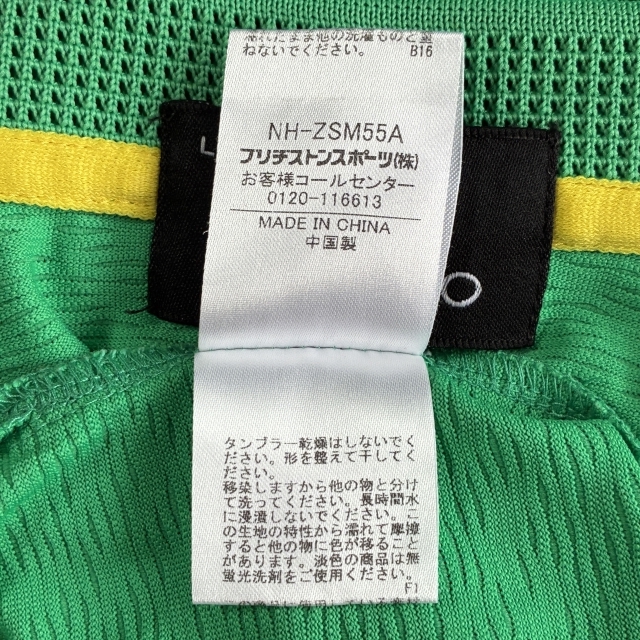 ねないでください。 B16
NH-ZSM55A
ブリヂストンスポーツ(株)
お客様コールセンター
0120-116613
MADE IN CHINA
中国製
L
O
タンブラー乾燥はしないでく
ださい。形を整えて干してく
ださい。
移染しますから他の物と分け
て洗ってください。長時間水
に浸漬しないでください。こ
の生地の特性から濡れて摩擦
すると他の物に色が移ること
があります。淡色の商品は無
蛍光洗剤をご使用ください。
F1